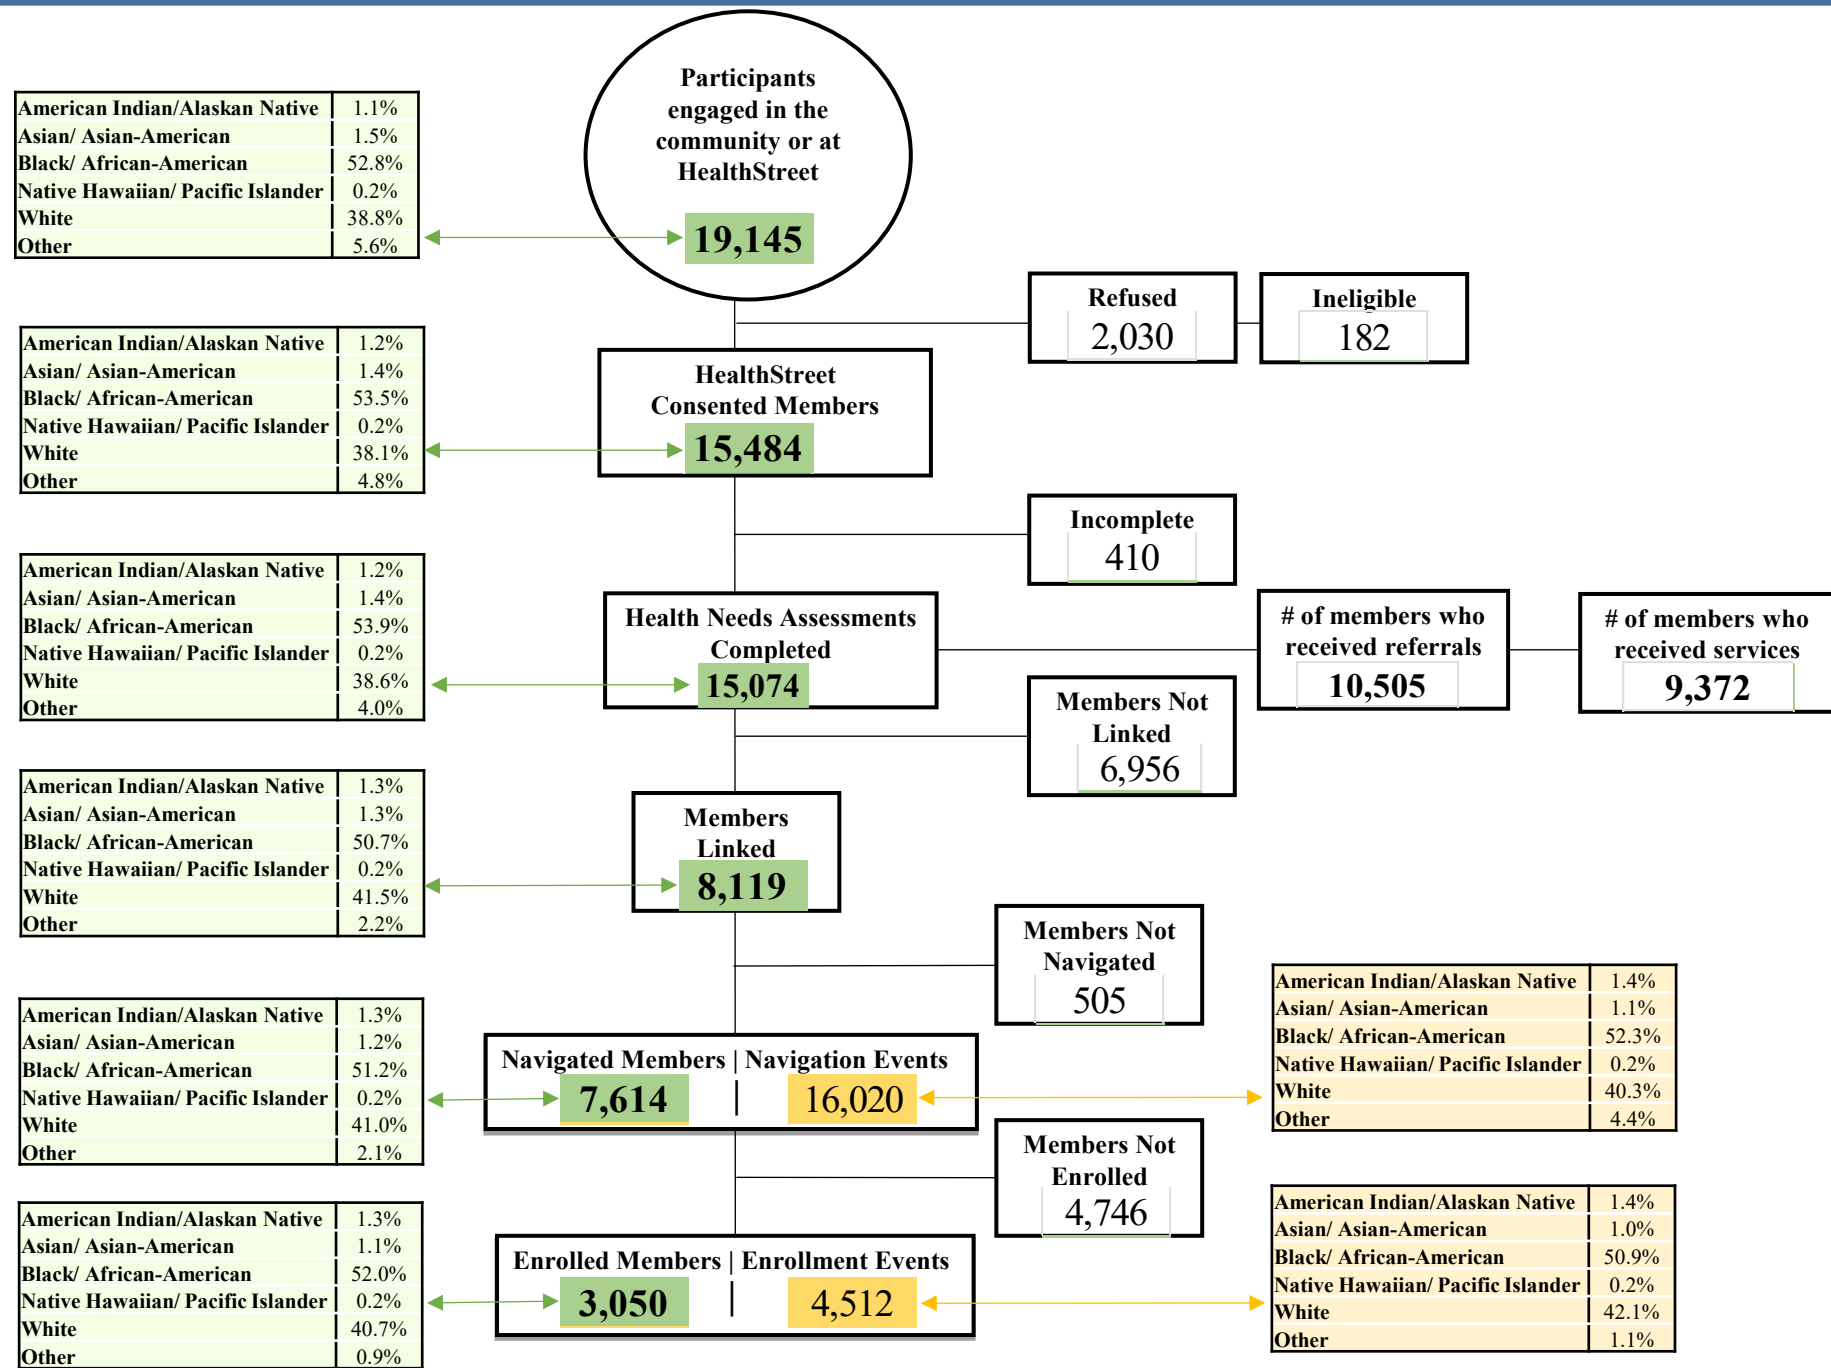 Participants
engaged in the
community or at
HealthStreet
19,145
American Indian/Alaskan Native 1.1%
Asian/ Asian-American 1.5%
Black/ African-American 52.8%
Native Hawaiian/ Pacific Islander 0.2%
White 38.8%
Other 5.6%
Refused
2,030
Ineligible
182
HealthStreet
Consented Members
15,484
American Indian/Alaskan Native 1.2%
Asian/ Asian-American 1.4%
Black/ African-American 53.5%
Native Hawaiian/ Pacific Islander 0.2%
White 38.1%
Other 4.8%
Incomplete
410
Health Needs Assessments
Completed
15,074
American Indian/Alaskan Native 1.2%
Asian/ Asian-American 1.4%
Black/ African-American 53.9%
Native Hawaiian/ Pacific Islander 0.2%
White 38.6%
Other 4.0%
# of members who
received referrals
10,505
# of members who
received services
9,372
Members Not
Linked
6,956
Members
Linked
8,119
American Indian/Alaskan Native 1.3%
Asian/ Asian-American 1.3%
Black/ African-American 50.7%
Native Hawaiian/ Pacific Islander 0.2%
White 41.5%
Other 2.2%
Members Not
Navigated
505
Navigated Members | Navigation Events
7,614 | 16,020
American Indian/Alaskan Native 1.3%
Asian/ Asian-American 1.2%
Black/ African-American 51.2%
Native Hawaiian/ Pacific Islander 0.2%
White 41.0%
Other 2.1%
American Indian/Alaskan Native 1.4%
Asian/ Asian-American 1.1%
Black/ African-American 52.3%
Native Hawaiian/ Pacific Islander 0.2%
White 40.3%
Other 4.4%
Members Not
Enrolled
4,746
Enrolled Members | Enrollment Events
3,050 | 4,512
American Indian/Alaskan Native 1.3%
Asian/ Asian-American 1.1%
Black/ African-American 52.0%
Native Hawaiian/ Pacific Islander 0.2%
White 40.7%
Other 0.9%
American Indian/Alaskan Native 1.4%
Asian/ Asian-American 1.0%
Black/ African-American 50.9%
Native Hawaiian/ Pacific Islander 0.2%
White 42.1%
Other 1.1%